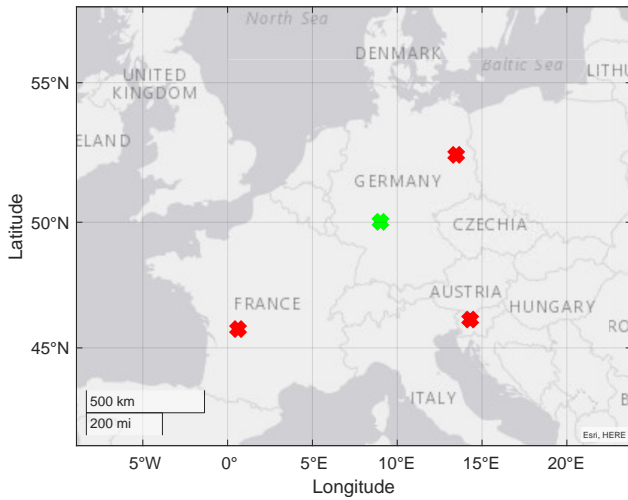 North Sea
DENMARK
Baltic Sea
LITHU
UNITED
KINGDOM
ELAND
GERMANY
CZECHIA
FRANCE
AUSTRIA
HUNGARY
RO
ITALY
B
55°N
50°N
45°N
Latitude
500 km
200 mi
Esri, HERE
5°W
0°
5°E
10°E
15°E
20°E
Longitude